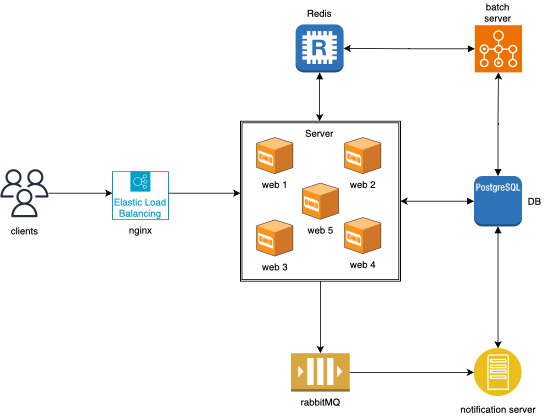 Redis
R
batch
server
Server
web 1
web 2
web 5
web 3
web 4
clients
Elastic Load
Balancing
nginx
PostgreSQL
DB
rabbitMQ
notification server